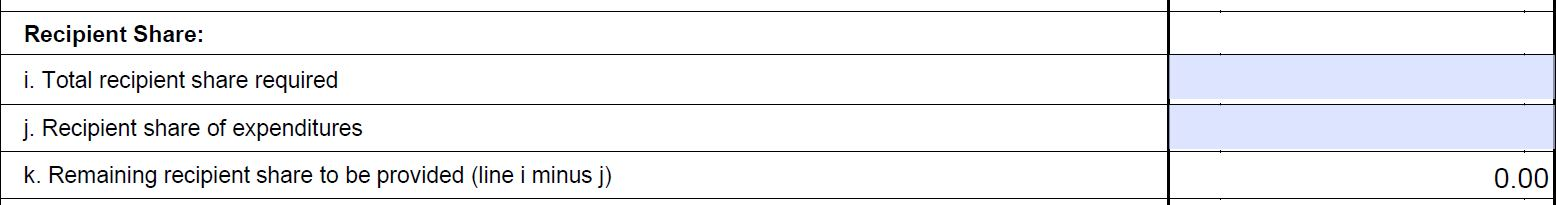 Recipient Share:
i. Total recipient share required
j. Recipient share of expenditures
k. Remaining recipient share to be provided (line i minus j) 0.00